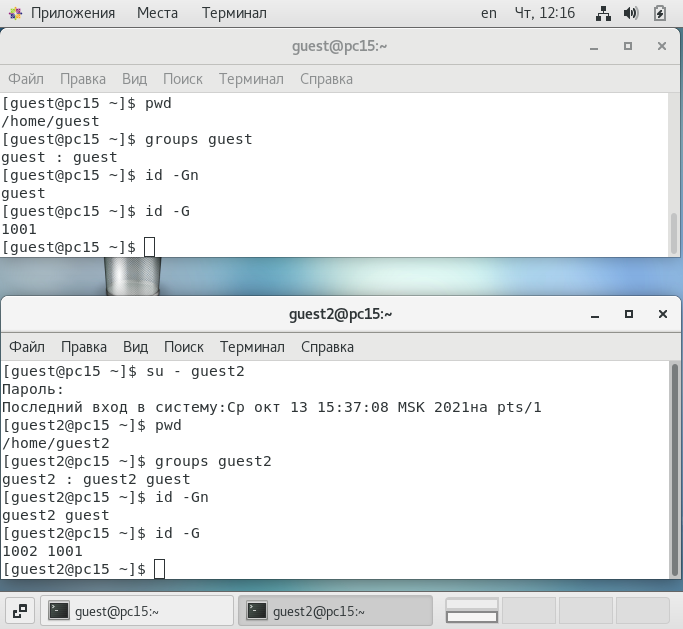 Приложения Места Терминал en Чт, 12:16
guest@pc15:~
Файл Правка Вид Поиск Терминал Справка
[guest@pc15 ~]$ pwd
/home/guest
[guest@pc15 ~]$ groups guest
guest : guest
[guest@pc15 ~]$ id -Gn
guest
[guest@pc15 ~]$ id -G
1001
[guest@pc15 ~]$
guest2@pc15:~
Файл Правка Вид Поиск Терминал Справка
[guest@pc15 ~]$ su - guest2
Пароль:
Последний вход в систему:Ср окт 13 15:37:08 MSK 2021на pts/1
[guest2@pc15 ~]$ pwd
/home/guest2
[guest2@pc15 ~]$ groups guest2
guest2 : guest2 guest
[guest2@pc15 ~]$ id -Gn
guest2 guest
[guest2@pc15 ~]$ id -G
1002 1001
[guest2@pc15 ~]$
guest@pc15:~ guest2@pc15:~